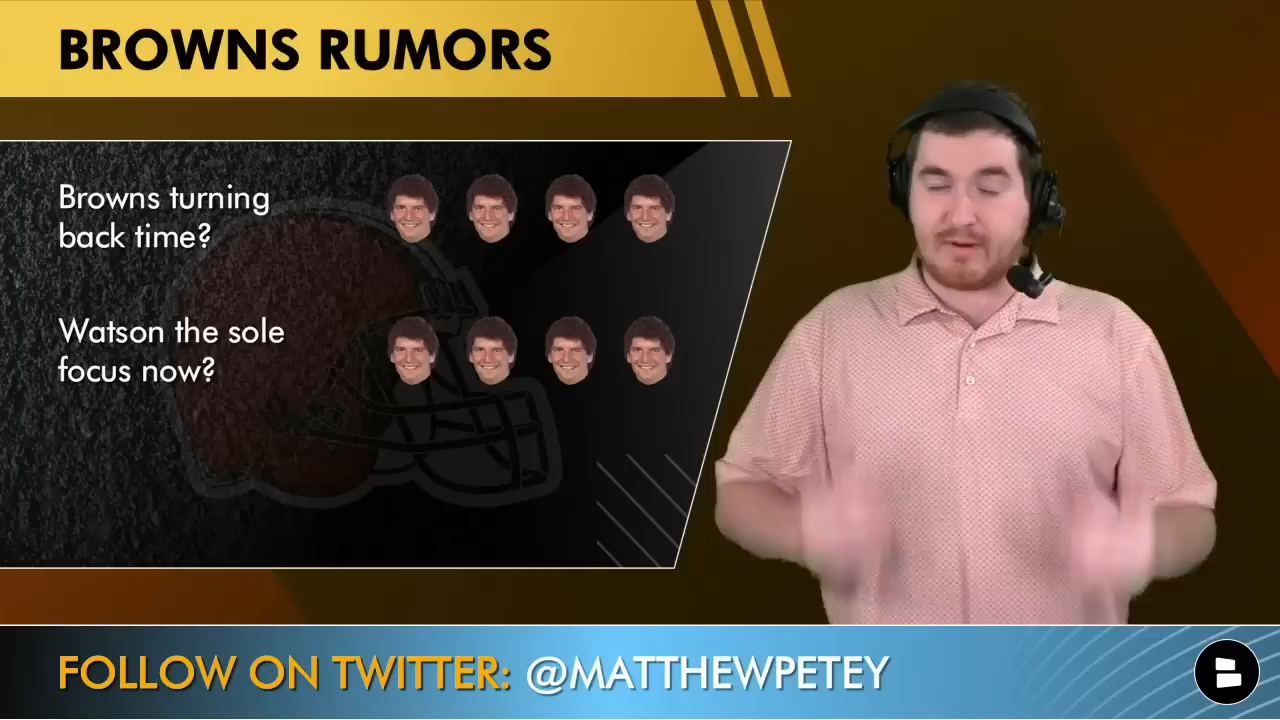 BROWNS RUMORS
Browns turning
back time?
Watson the sole
focus now?
FOLLOW ON TWITTER: @MATTHEWPETEY